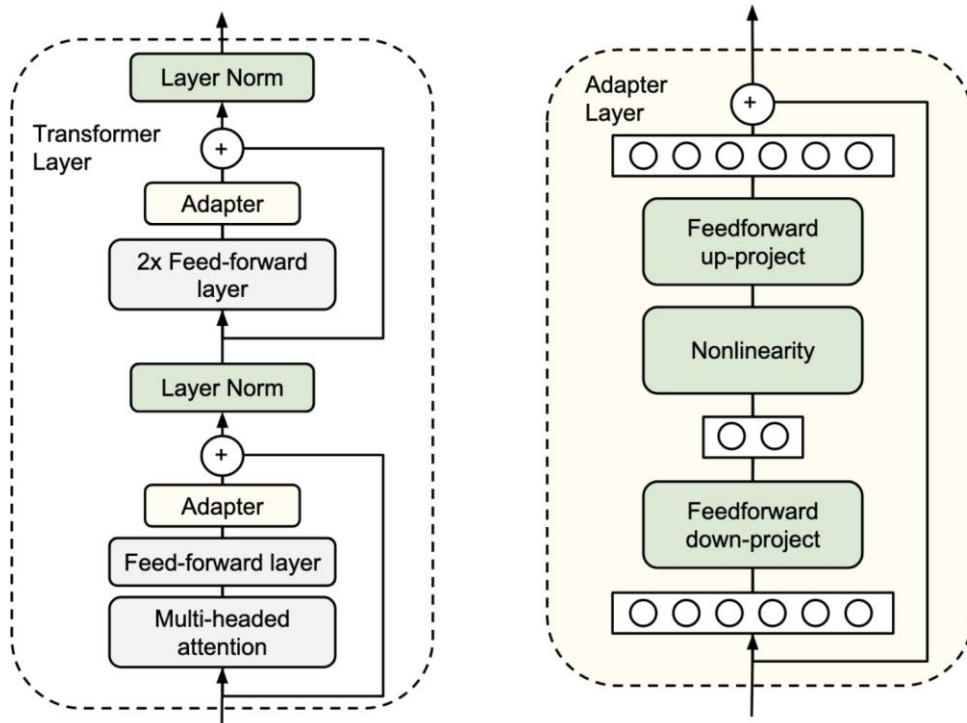 Layer Norm
Transformer
Layer
+
Adapter
2x Feed-forward
layer
Layer Norm
+
Adapter
Feed-forward layer
Multi-headed
attention
Adapter
Layer
+
Feedforward
up-project
Nonlinearity
Feedforward
down-project